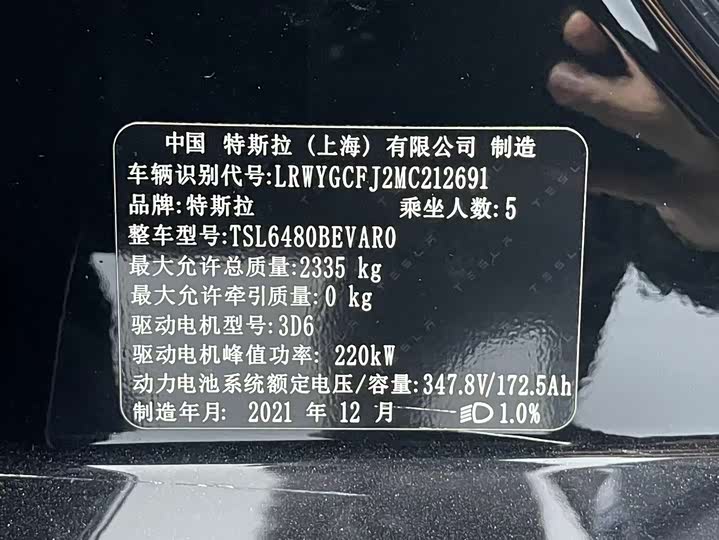 中国 特斯拉 (上海) 有限公司 制造
车辆识别代号:LRWYGCFJ2MC212691
品牌:特斯拉 乘坐人数:5
整车型号:TSL6480BEVAR0
最大允许总质量:2335 kg
最大允许牵引质量:0 kg
驱动电机型号:3D6
驱动电机峰值功率: 220kW
动力电池系统额定电压/容量:347.8V/172.5Ah
制造年月: 2021 年 12 月 1.0%
TESLA TESLA TESLA